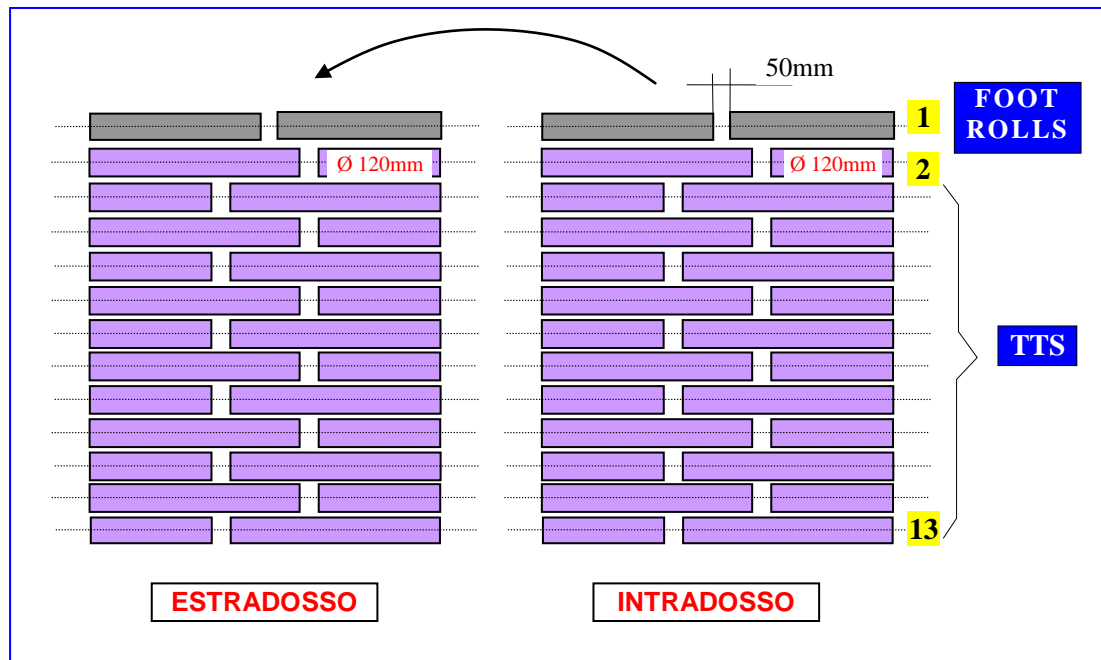 50mm
1
FOOT
ROLLS
Ø 120mm
Ø 120mm
2
TTS
13
ESTRADOSSO
INTRADOSSO